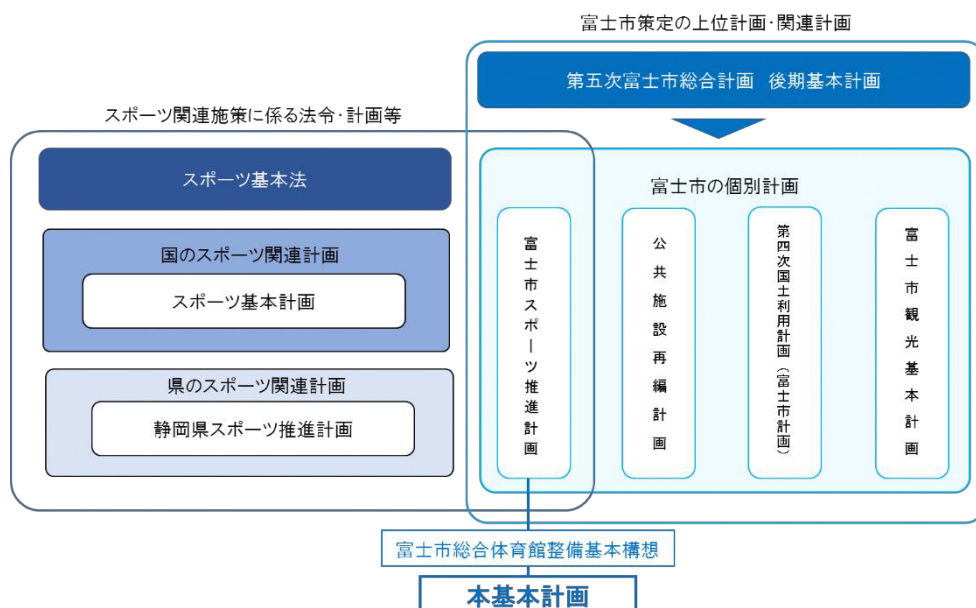 富士市策定の上位計画・関連計画
第五次富士市総合計画 後期基本計画
スポーツ関連施策に係る法令・計画等
スポーツ基本法
国のスポーツ関連計画
スポーツ基本計画
県のスポーツ関連計画
静岡県スポーツ推進計画
富士市の個別計画
富士市スポーツ推進計画
公共施設再編計画
第四次国土利用計画（富士市計画）
富士市観光基本計画
富士市総合体育館整備基本構想
本基本計画